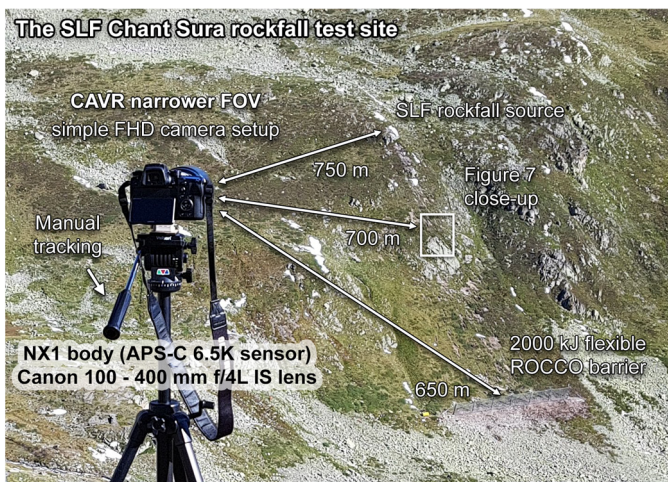 The SLF Chant Sura rockfall test site
CAVR narrower FOV
simple FHD camera setup
SLF rockfall source
750 m
Figure 7
close-up
Manual
tracking
700 m
NX1 body (APS-C 6.5K sensor)
Canon 100 - 400 mm f/4L IS lens
2000 kJ flexible
ROCCO barrier
650 m